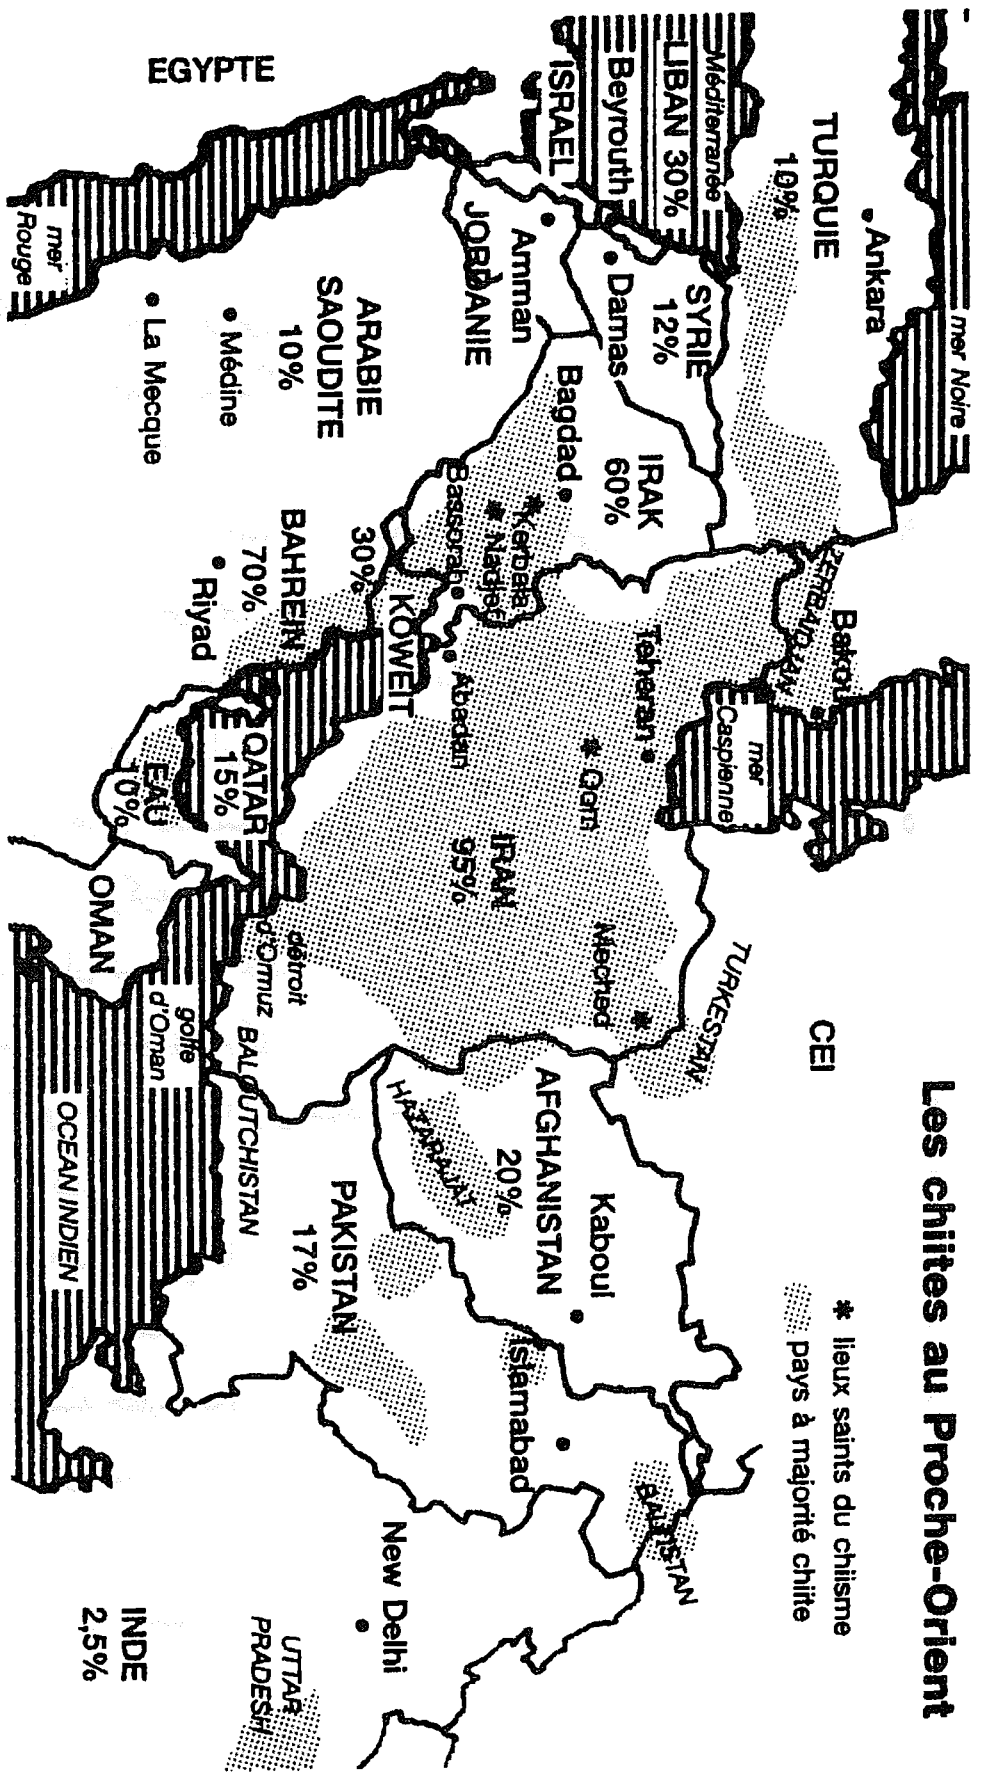 Les chiites au Proche-Orient
* lieux saints du chiisme
pays à majorité chiite
mer Noire
TURQUIE
10%
Ankara
AZERBAIDJAN
Bakou
mer
Caspienne
CEI
TURKESTAN
Méditerranée
LIBAN 30%
Beyrouth
ISRAEL
SYRIE
12%
Damas
Amman
JORDANIE
IRAK
60%
Bagdad
* Kerbala
* Nadjef
Bassorah
Teheran
* Qom
Meched
*
IRAN
95%
Abadan
AFGHANISTAN
20%
Kaboul
HAZARAJAT
Islamabad
BALTISTAN
EGYPTE
mer
Rouge
ARABIE
SAOUDITE
10%
Médine
La Mecque
Riyad
KOWEIT
30%
BAHREIN
70%
QATAR
15%
EAU
10%
OMAN
détroit
d'Ormuz
golfe
d'Oman
BALOUTCHISTAN
PAKISTAN
17%
OCEAN INDIEN
New Delhi
INDE
2,5%
UTTAR
PRADESH